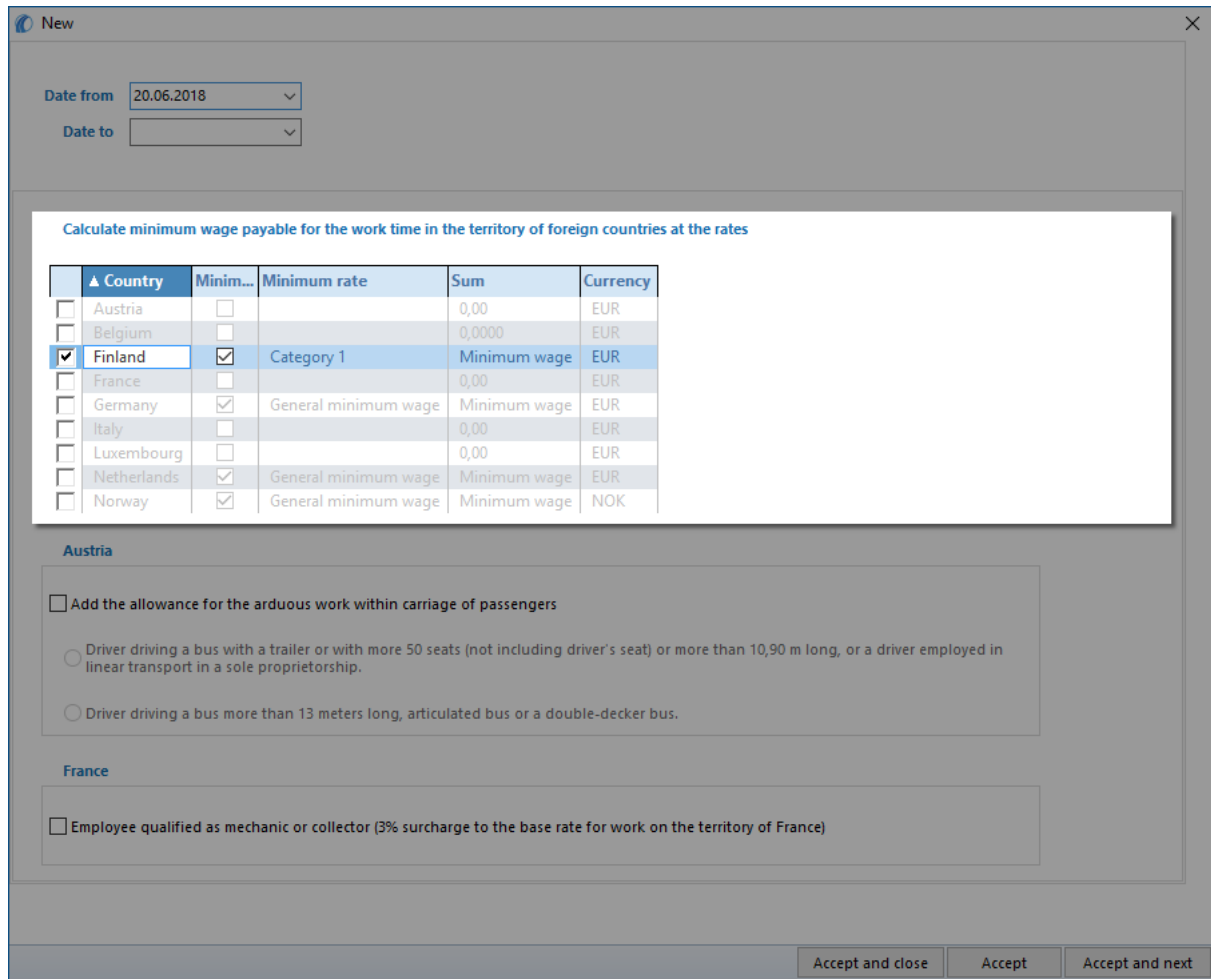 New
Date from 20.06.2018
Date to
Calculate minimum wage payable for the work time in the territory of foreign countries at the rates
▲ Country Minim... Minimum rate Sum Currency
Austria 0,00 EUR
Belgium 0,0000 EUR
Finland Category 1 Minimum wage EUR
France 0,00 EUR
Germany General minimum wage Minimum wage EUR
Italy 0,00 EUR
Luxembourg 0,00 EUR
Netherlands General minimum wage Minimum wage EUR
Norway General minimum wage Minimum wage NOK
Austria
Add the allowance for the arduous work within carriage of passengers
Driver driving a bus with a trailer or with more 50 seats (not including driver's seat) or more than 10,90 m long, or a driver employed in
linear transport in a sole proprietorship.
Driver driving a bus more than 13 meters long, articulated bus or a double-decker bus.
France
Employee qualified as mechanic or collector (3% surcharge to the base rate for work on the territory of France)
Accept and close Accept Accept and next